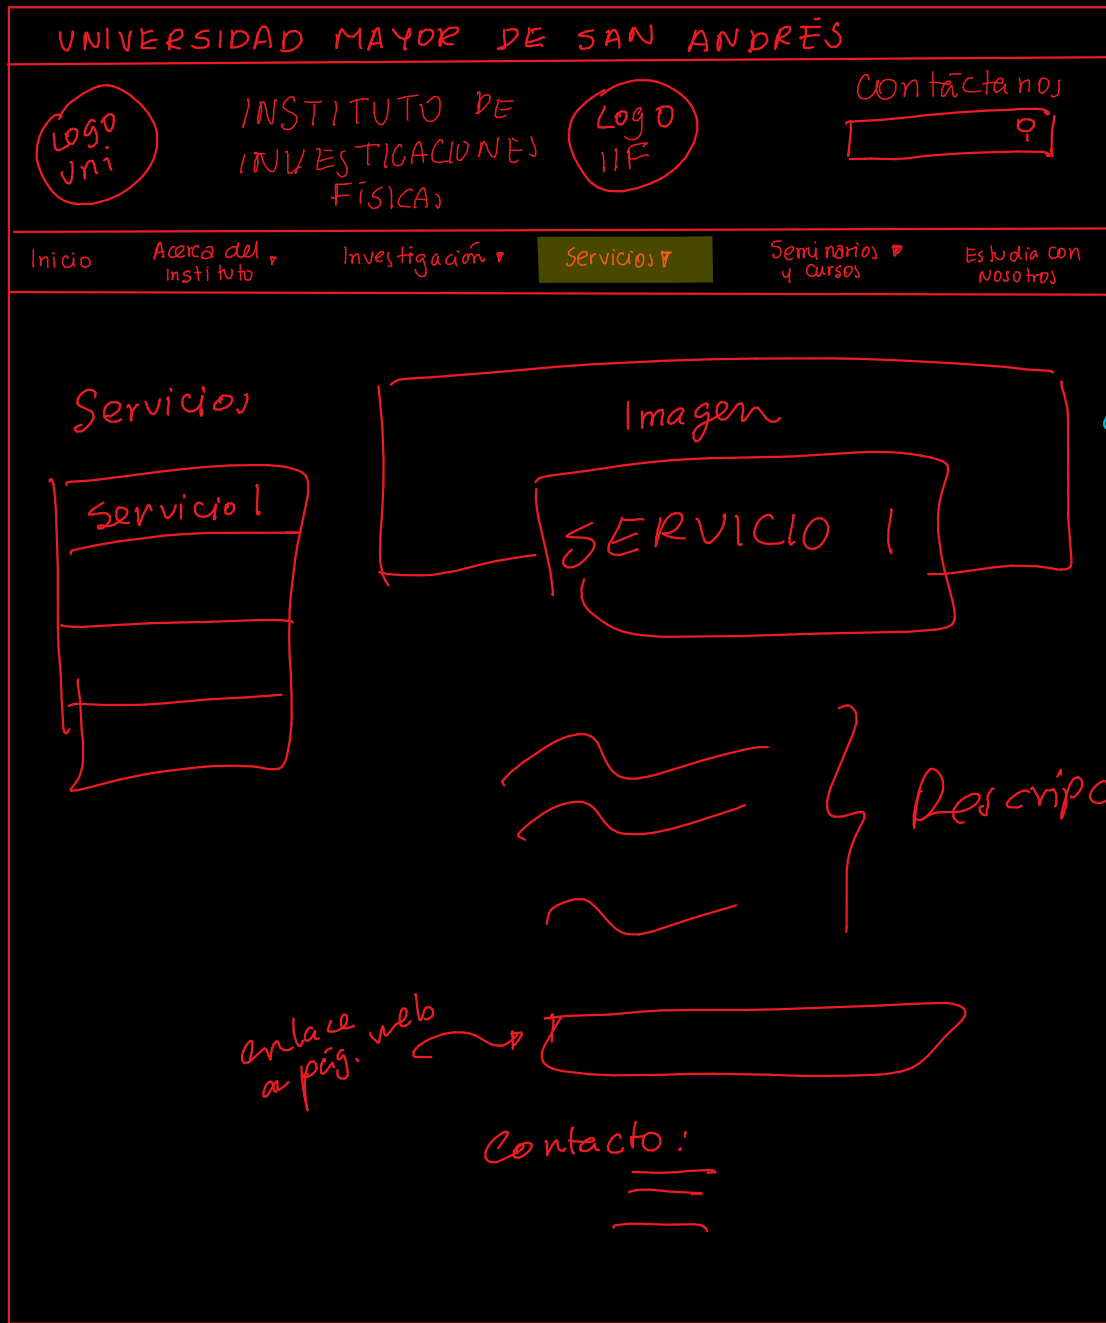 UNIVERSIDAD MAYOR DE SAN ANDRÉS
Logo
Uni
INSTITUTO DE
INVESTIGACIONES
FÍSICAS
Logo
IIF
Contáctanos
Inicio
Acerca del
Instituto
Investigación
Servicios
Seminarios
y cursos
Estudia con
Nosotros
Servicios
Servicio 1
Imagen
SERVICIO 1
Descripc
enlace
a pág. web
Contacto: